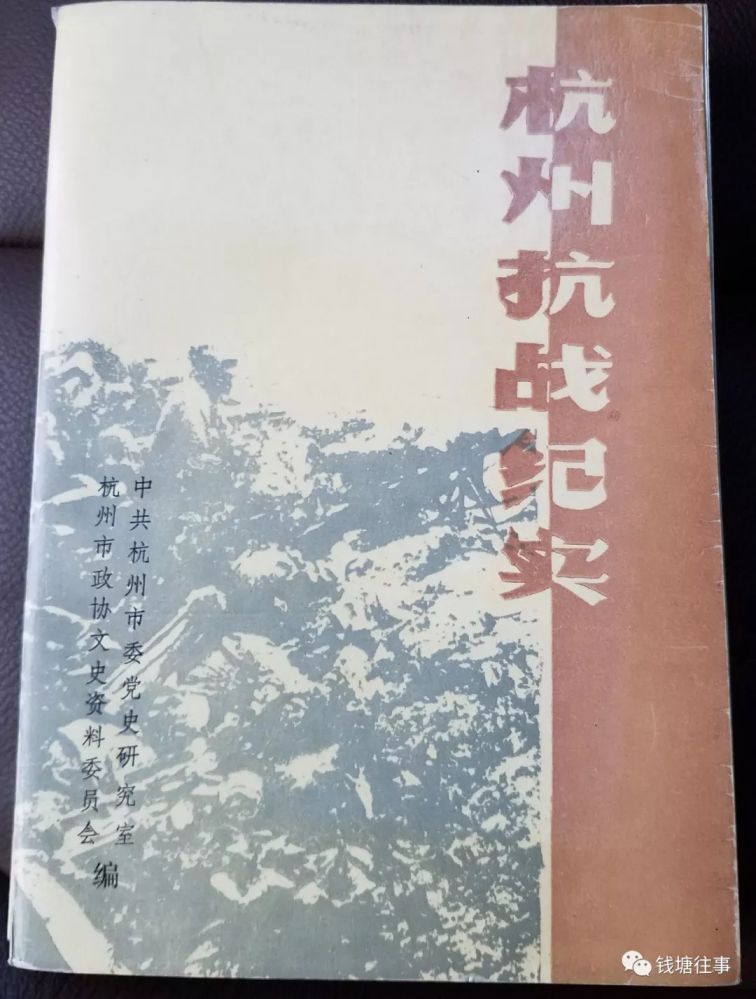 杭州抗战纪实
中共杭州市委党史研究室
杭州市政协文史资料委员会
编
钱塘往事